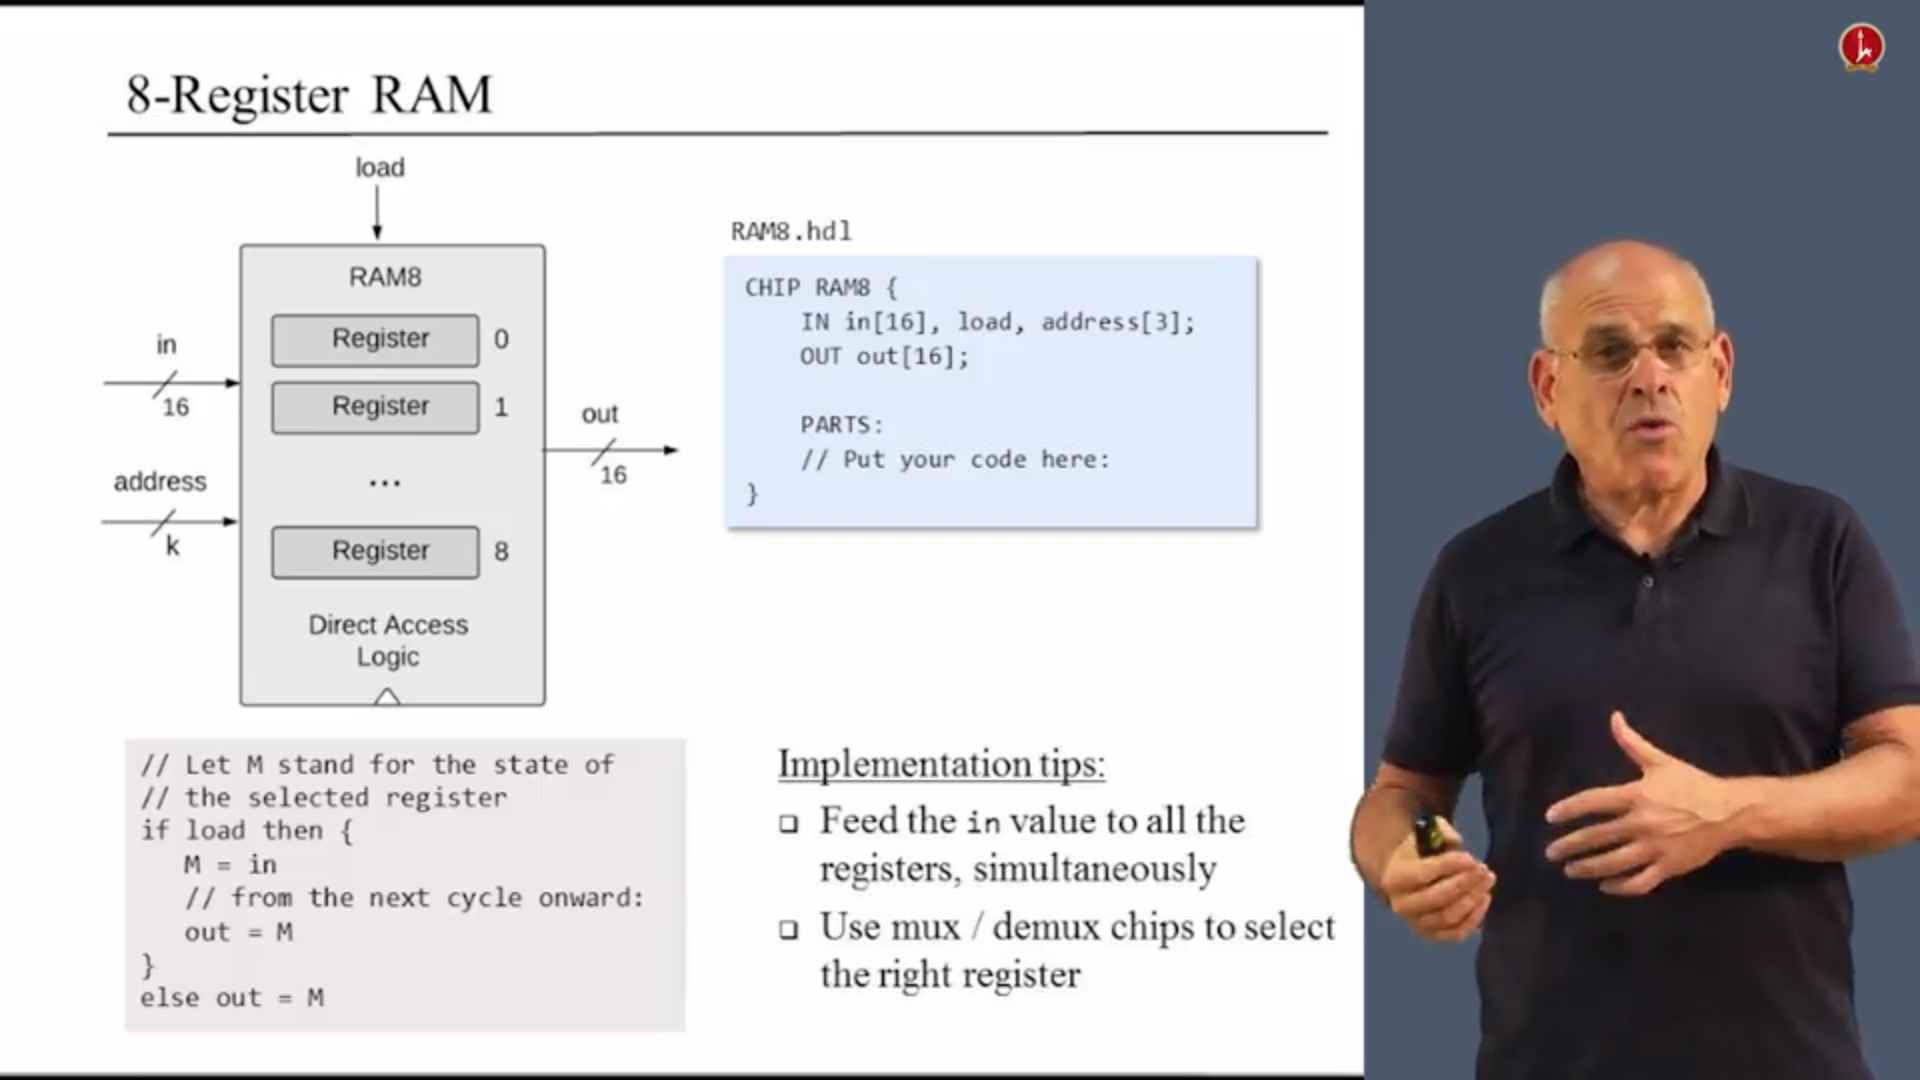 8-Register RAM
load
RAM8
Register 0
in
16
Register 1
out
16
address
k
...
Register 8
Direct Access
Logic
RAM8.hdl
CHIP RAM8 {
IN in[16], load, address[3];
OUT out[16];
PARTS:
// Put your code here:
}
// Let M stand for the state of
// the selected register
if load then {
M = in
// from the next cycle onward:
out = M
}
else out = M
Implementation tips:
❑ Feed the in value to all the
registers, simultaneously
❑ Use mux / demux chips to select
the right register